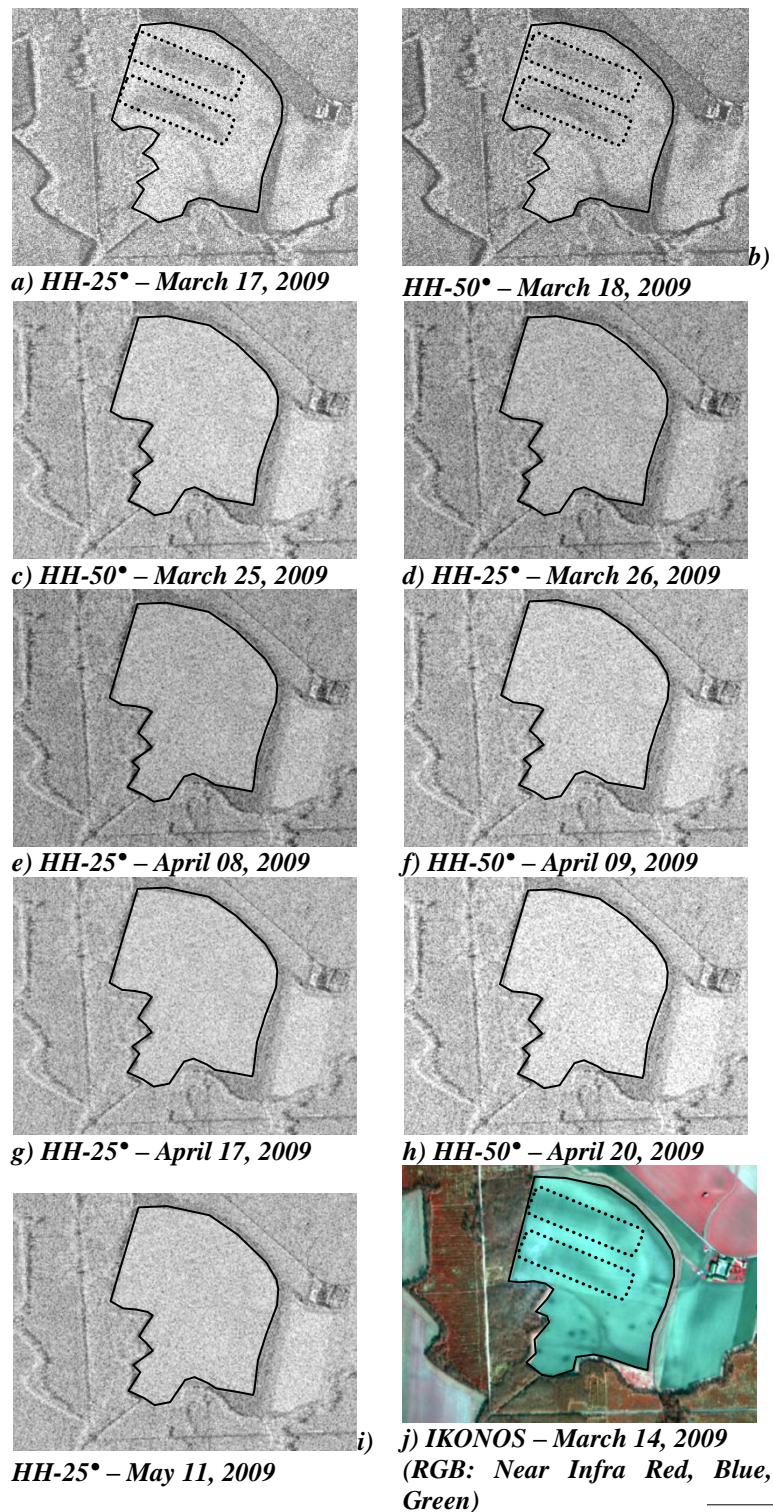 a) HH-25• – March 17, 2009
b)
HH-50• – March 18, 2009
c) HH-50• – March 25, 2009
d) HH-25• – March 26, 2009
e) HH-25• – April 08, 2009
f) HH-50• – April 09, 2009
g) HH-25• – April 17, 2009
h) HH-50• – April 20, 2009
i)
HH-25• – May 11, 2009
j) IKONOS – March 14, 2009
(RGB: Near Infra Red, Blue,
Green)